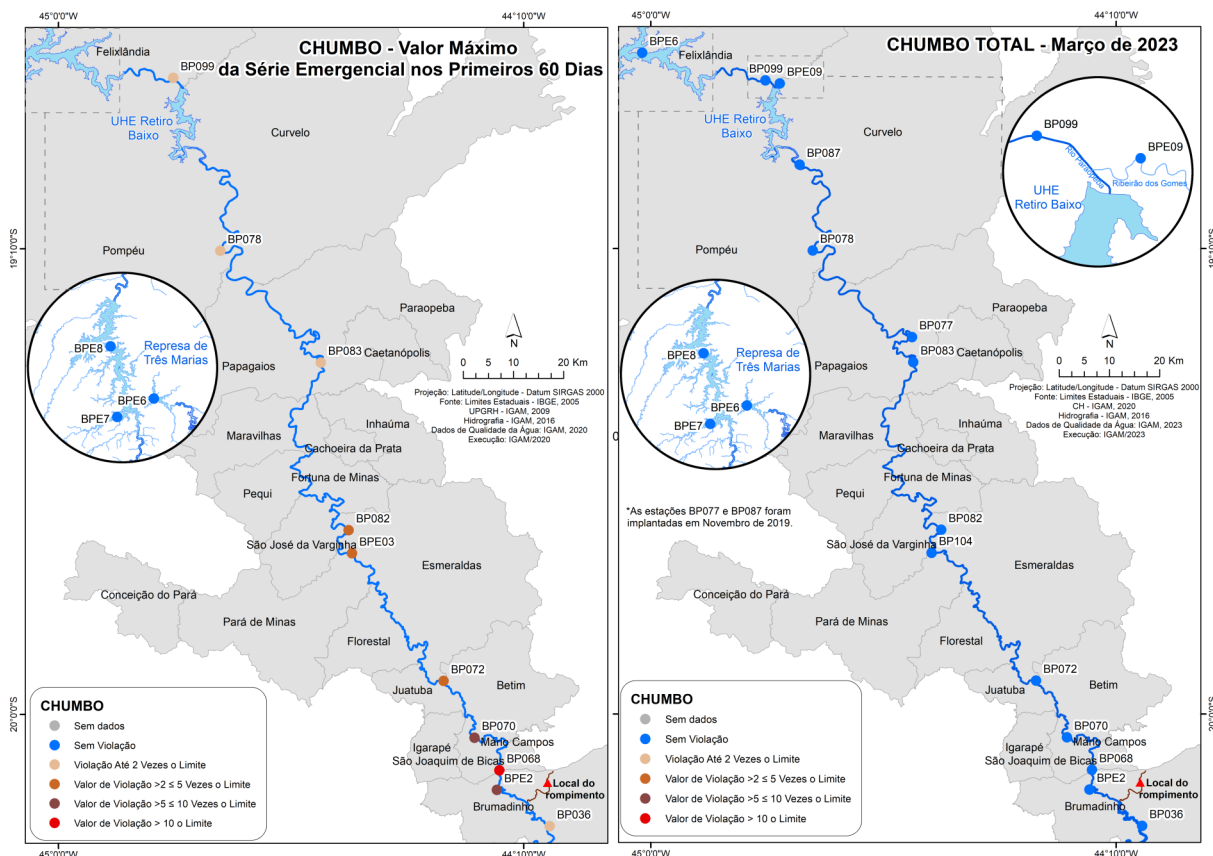 45°0'0"W
44°10'0"W
CHUMBO - Valor Máximo
da Série Emergencial nos Primeiros 60 Dias
Felixlândia
BP099
UHE Retiro
Baixo
Curvelo
19°10'0"S
BP078
Pompéu
Paraopeba
N
0 5 10 20 Km
Represa de
Três Marias
BPE8
BPE6
BPE7
BP083
Caetanópolis
Papagaios
Projeção: Latitude/Longitude - Datum SIRGAS 2000
Fonte: Limites Estaduais - IBGE, 2005
UPGRH - IGAM, 2009
Hidrografia - IGAM, 2016
Dados de Qualidade da Água: IGAM, 2020
Execução: IGAM/2020
Inhaúma
Maravilhas
Cachoeira da Prata
Fortuna de Minas
Pequi
BP082
São José da Varginha
BPE03
Esmeraldas
Conceição do Pará
Pará de Minas
Florestal
BP072
Juatuba
Betim
20°0'0"S
BP070
Igarapé
Mário Campos
São Joaquim de Bicas
BP068
BPE2
Local do
rompimento
Brumadinho
BP036
CHUMBO
Sem dados
Sem Violação
Violação Até 2 Vezes o Limite
Valor de Violação >2 ≤ 5 Vezes o Limite
Valor de Violação >5 ≤ 10 Vezes o Limite
Valor de Violação > 10 o Limite
45°0'0"W
44°10'0"W
45°0'0"W
44°10'0"W
CHUMBO TOTAL - Março de 2023
BPE6
Felixlândia
BP099
BPE09
UHE Retiro
Baixo
Curvelo
BP087
BP099
BPE09
Rio Paraopeba
Ribeirão dos Gomes
UHE
Retiro Baixo
19°10'0"S
BP078
Pompéu
Paraopeba
N
0 5 10 20 Km
BP077
Represa de
Três Marias
BPE8
BPE6
BPE7
BP083
Caetanópolis
Papagaios
Projeção: Latitude/Longitude - Datum SIRGAS 2000
Fonte: Limites Estaduais - IBGE, 2005
CH - IGAM, 2020
Hidrografia - IGAM, 2016
Dados de Qualidade da Água: IGAM, 2023
Execução: IGAM/2023
Inhaúma
Maravilhas
Cachoeira da Prata
Fortuna de Minas
Pequi
*As estações BP077 e BP087 foram
implantadas em Novembro de 2019.
BP082
São José da Varginha
BP104
Esmeraldas
Conceição do Pará
Pará de Minas
Florestal
BP072
Juatuba
Betim
20°0'0"S
BP070
Igarapé
Mário Campos
São Joaquim de Bicas
BP068
BPE2
Local do
rompimento
Brumadinho
BP036
CHUMBO
Sem dados
Sem Violação
Violação Até 2 Vezes o Limite
Valor de Violação >2 ≤ 5 Vezes o Limite
Valor de Violação >5 ≤ 10 Vezes o Limite
Valor de Violação > 10 o Limite
45°0'0"W
44°10'0"W